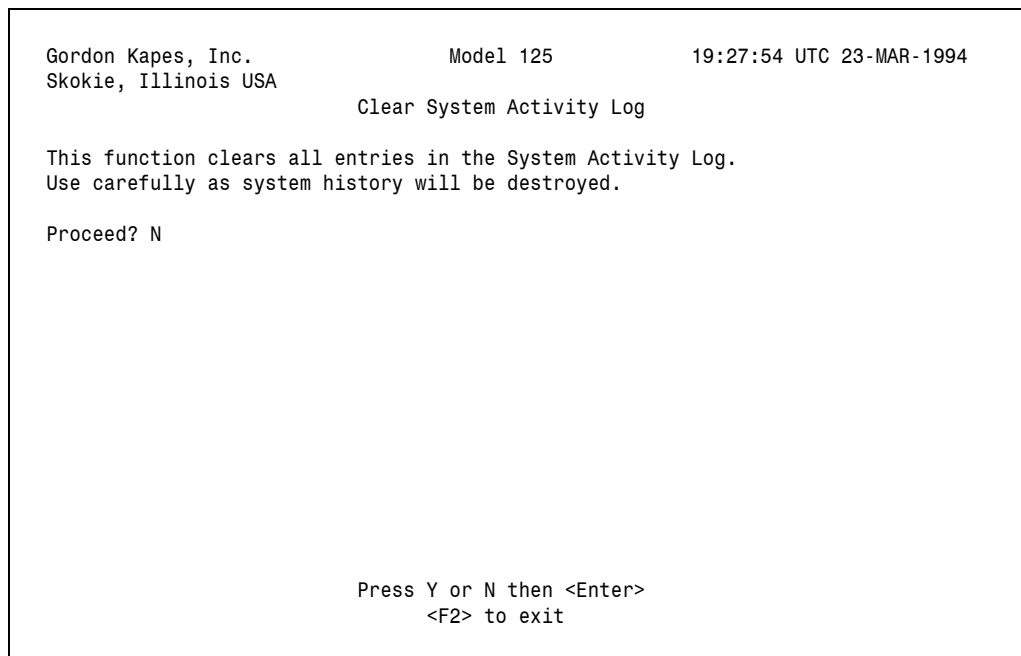 Gordon Kapes, Inc. Model 125 19:27:54 UTC 23-MAR-1994
Skokie, Illinois USA
Clear System Activity Log
This function clears all entries in the System Activity Log.
Use carefully as system history will be destroyed.
Proceed? N
Press Y or N then <Enter>
<F2> to exit